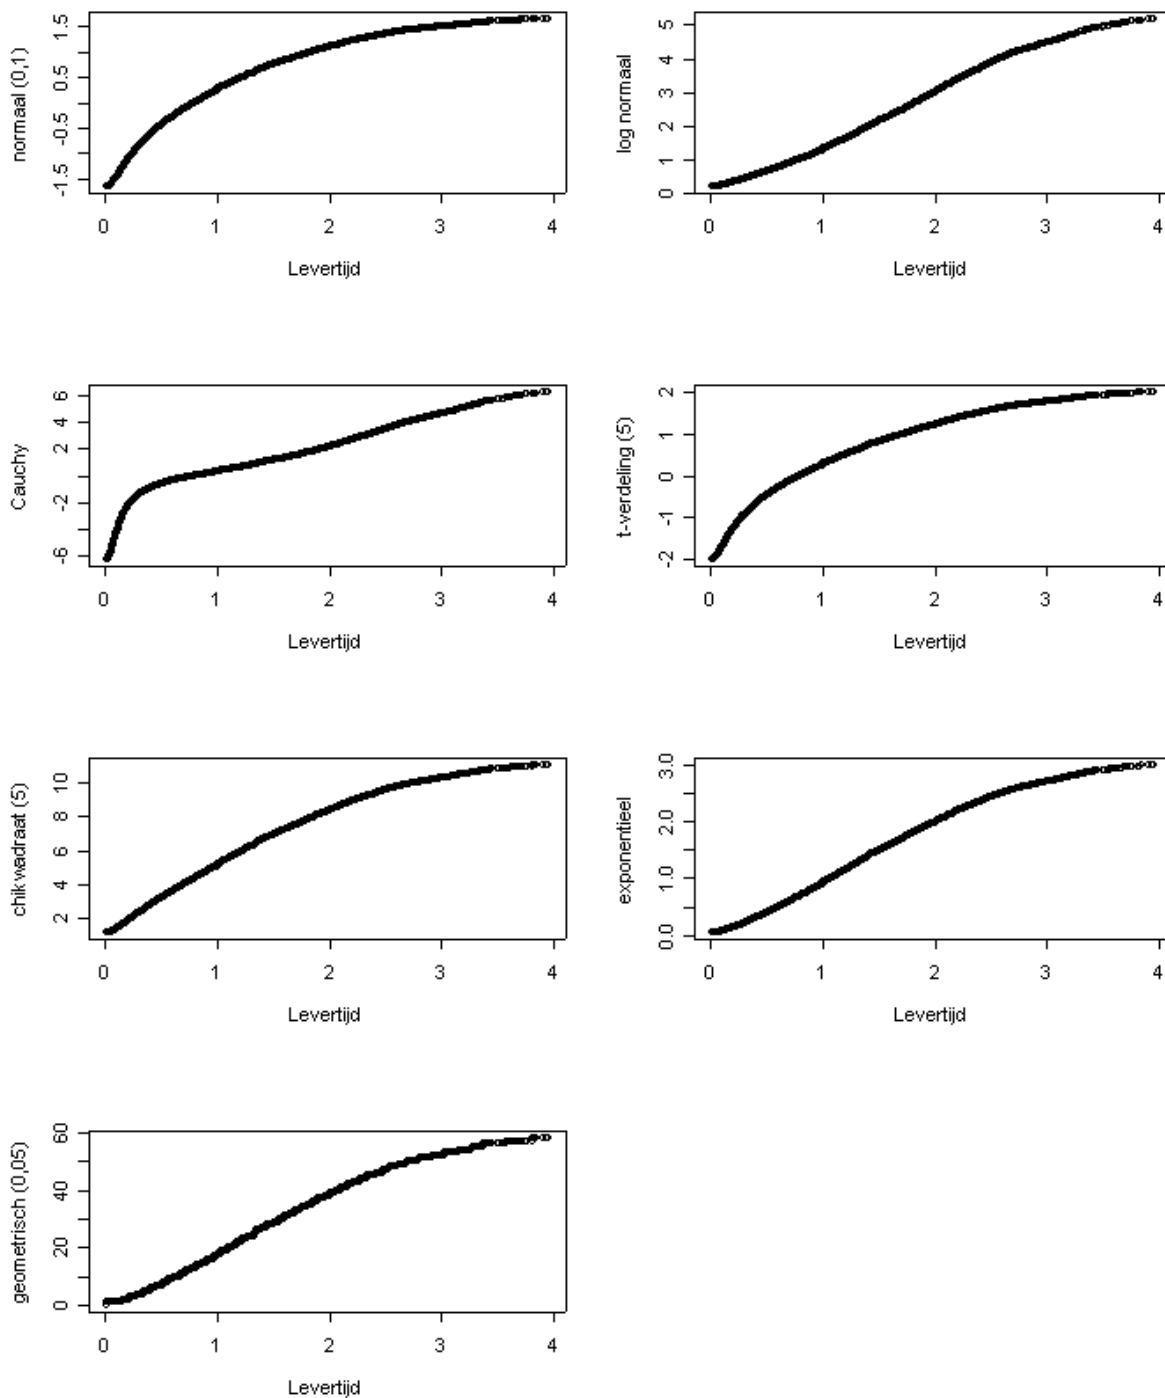 normaal (0,1)
-1.5 -0.5 0.5 1.5
0 1 2 3 4
Levertijd
log normaal
0 1 2 3 4 5
0 1 2 3 4
Levertijd
Cauchy
-6 -2 2 4 6
0 1 2 3 4
Levertijd
t-verdeling (5)
-2 -1 0 1 2
0 1 2 3 4
Levertijd
chikwadraat (5)
2 4 6 8 10
0 1 2 3 4
Levertijd
exponentieel
0.0 1.0 2.0 3.0
0 1 2 3 4
Levertijd
geometrisch (0,05)
0 20 40 60
0 1 2 3 4
Levertijd